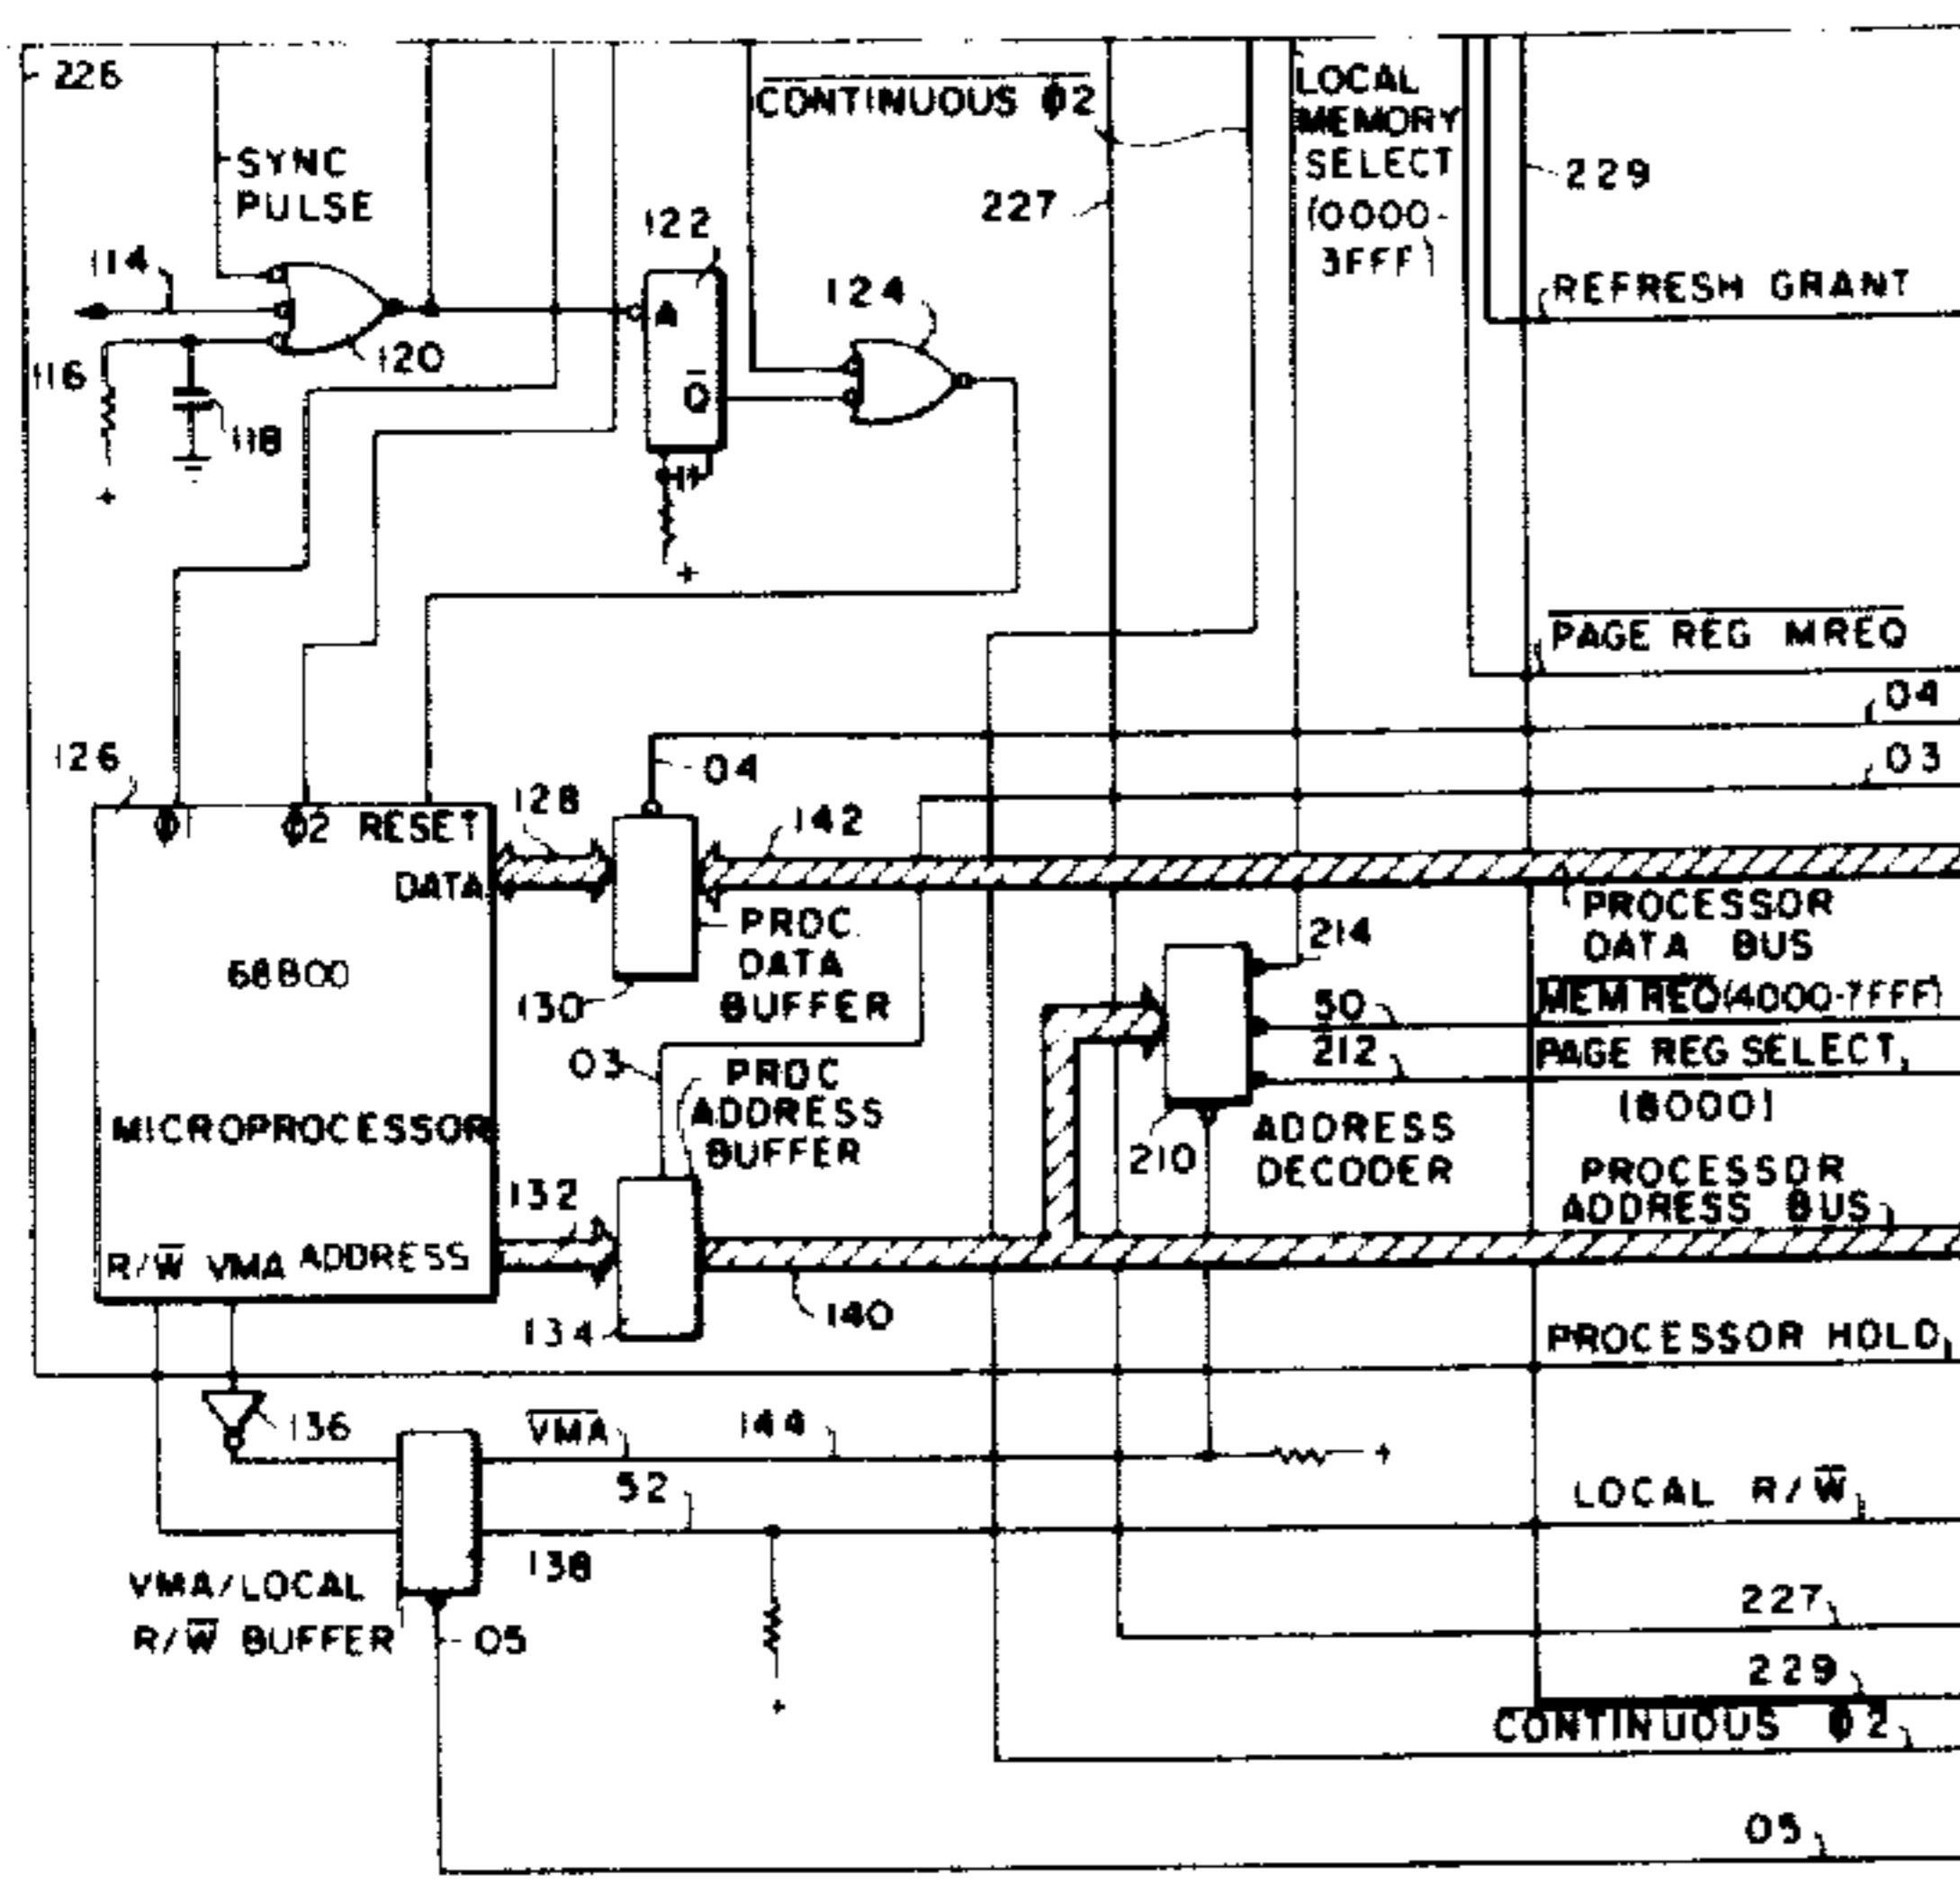 226
CONTINUOUS ϕ2
LOCAL
MEMORY
SELECT
(0000-
3FFF)
SYNC
PULSE
229
227
122
114
124
REFRESH GRANT
120
116
A
Q̅
118
+
+
PAGE REG MREQ
04
126
04
03
128
142
ϕ1
ϕ2
RESET
DATA
PROCESSOR
DATA BUS
PROC
DATA
BUFFER
214
68B00
130
50
MEM REQ (4000-7FFF)
212
PAGE REG SELECT
(8000)
03
PROC
ADDRESS
BUFFER
MICROPROCESSOR
210
ADDRESS
DECODER
PROCESSOR
ADDRESS BUS
132
R/W̅ VMA ADDRESS
140
134
PROCESSOR HOLD
136
VMA
144
+
52
LOCAL R/W̅
138
VMA/LOCAL
R/W̅ BUFFER
05
227
+
229
CONTINUOUS ϕ2
05